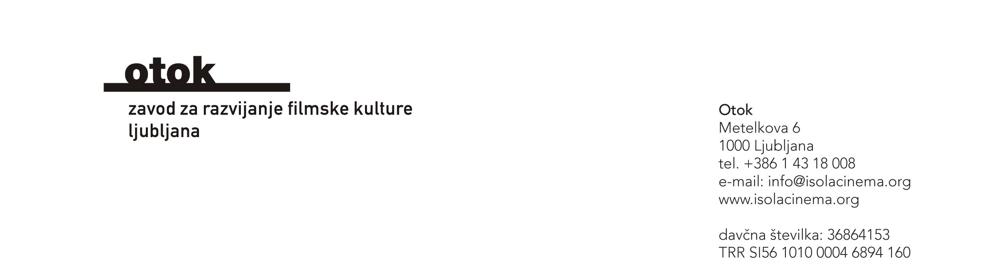 otok
zavod za razvijanje filmske kulture
ljubljana
Otok
Metelkova 6
1000 Ljubljana
tel. +386 1 43 18 008
e-mail: info@isolacinema.org
www.isolacinema.org
davčna številka: 36864153
TRR SI56 1010 0004 6894 160